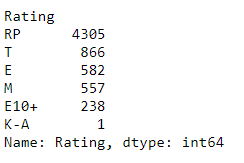 Rating
RP      4305
T        866
E        582
M        557
E10+     238
K-A        1
Name: Rating, dtype: int64